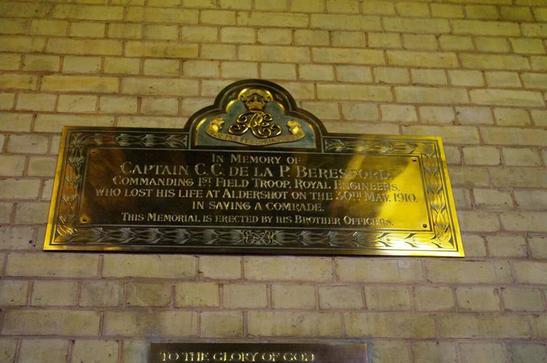 RE
IN MEMORY OF
CAPTAIN C.C. DE LA P. BERESFORD.
COMMANDING 1ST FIELD TROOP, ROYAL ENGINEERS.
WHO LOST HIS LIFE AT ALDERSHOT ON THE 30TH MAY, 1910.
IN SAVING A COMRADE.
THIS MEMORIAL IS ERECTED BY HIS BROTHER OFFICERS.
TO THE GLORY OF GOD